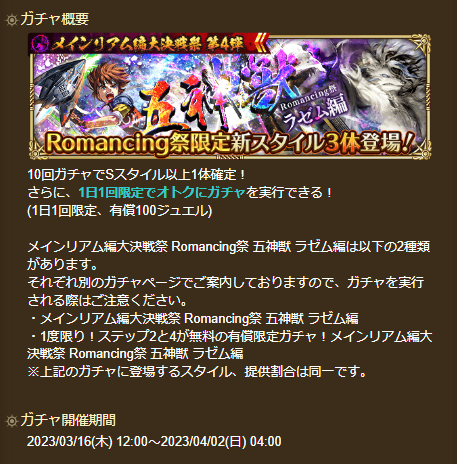 ガチャ概要
メインリアム編大決戦祭 第4弾
五神獣
Romancing祭
ラゼム編
Romancing祭限定新スタイル3体登場!
10回ガチャでSスタイル以上1体確定!
さらに、1日1回限定でオトクにガチャを実行できる!
(1日1回限定、有償100ジュエル)
メインリアム編大決戦祭 Romancing祭 五神獣 ラゼム編は以下の2種類
があります。
それぞれ別のガチャページでご案内しておりますので、ガチャを実行
される際はご注意ください。
・メインリアム編大決戦祭 Romancing祭 五神獣 ラゼム編
・1度限り!ステップ2と4が無料の有償限定ガチャ!メインリアム編大
決戦祭 Romancing祭 五神獣 ラゼム編
※上記のガチャに登場するスタイル、提供割合は同一です。
ガチャ開催期間
2023/03/16(木) 12:00～2023/04/02(日) 04:00